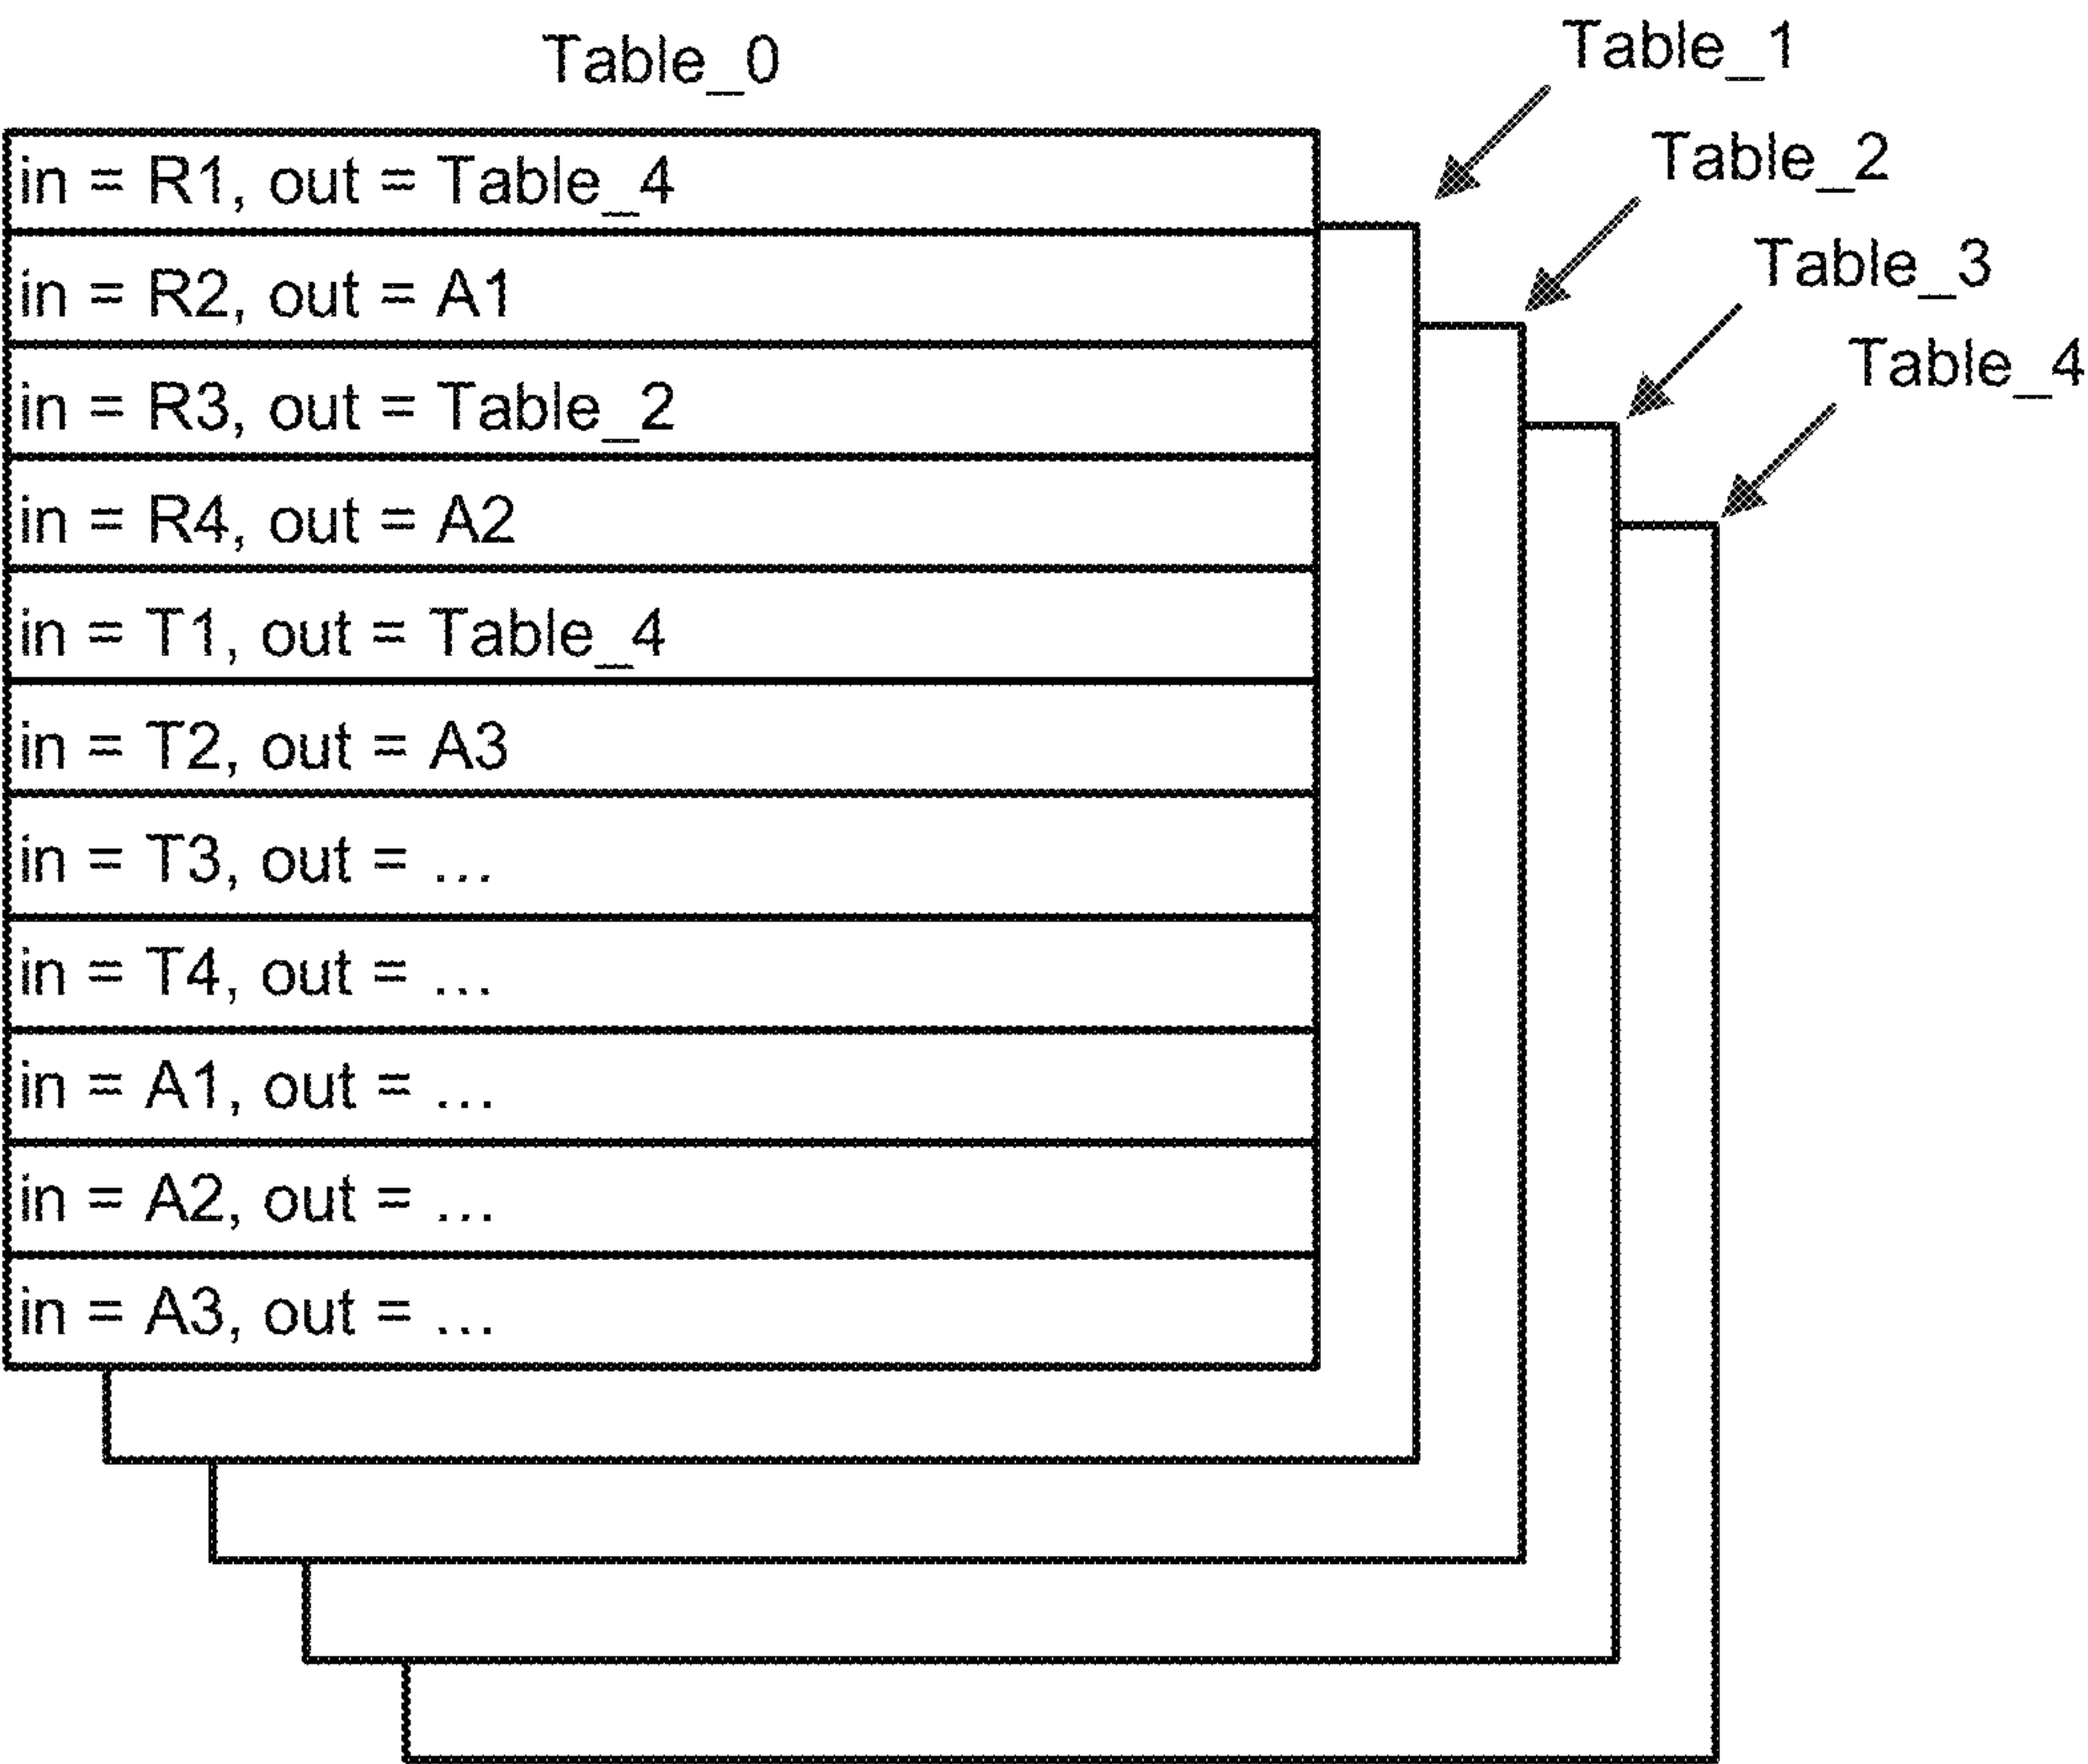 Table_0
Table_1
Table_2
Table_3
Table_4
in = R1, out = Table_4
in = R2, out = A1
in = R3, out = Table_2
in = R4, out = A2
in = T1, out = Table_4
in = T2, out = A3
in = T3, out = ...
in = T4, out = ...
in = A1, out = ...
in = A2, out = ...
in = A3, out = ...